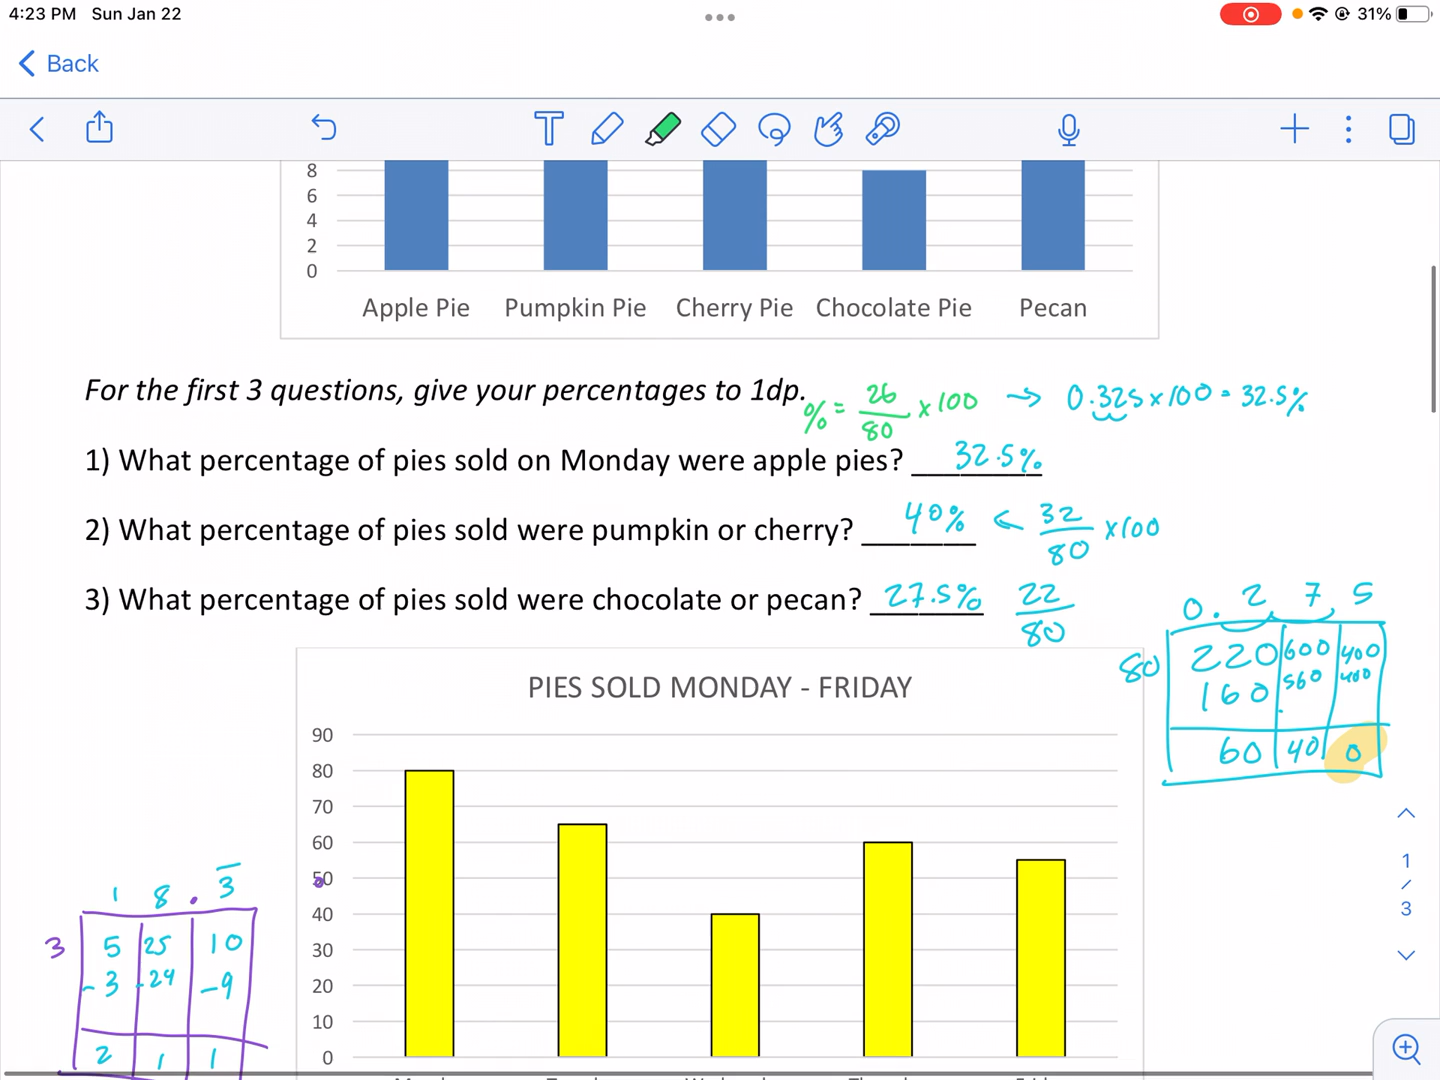 4:23 PM Sun Jan 22
31%
Back
8
6
4
2
0
Apple Pie Pumpkin Pie Cherry Pie Chocolate Pie Pecan
For the first 3 questions, give your percentages to 1dp.
% = 26/80 x 100 → 0.325 x 100 = 32.5%
1) What percentage of pies sold on Monday were apple pies? 32.5%
2) What percentage of pies sold were pumpkin or cherry? 40% ← 32/80 x 100
3) What percentage of pies sold were chocolate or pecan? 27.5% 22/80
0.275
80 220 600 400
160 560 400
60 40 0
PIES SOLD MONDAY - FRIDAY
90
80
70
60
50
40
30
20
10
0
1 8 . 3̅
3 5 25 10
-3 -24 -9
2 1 1
1
/
3